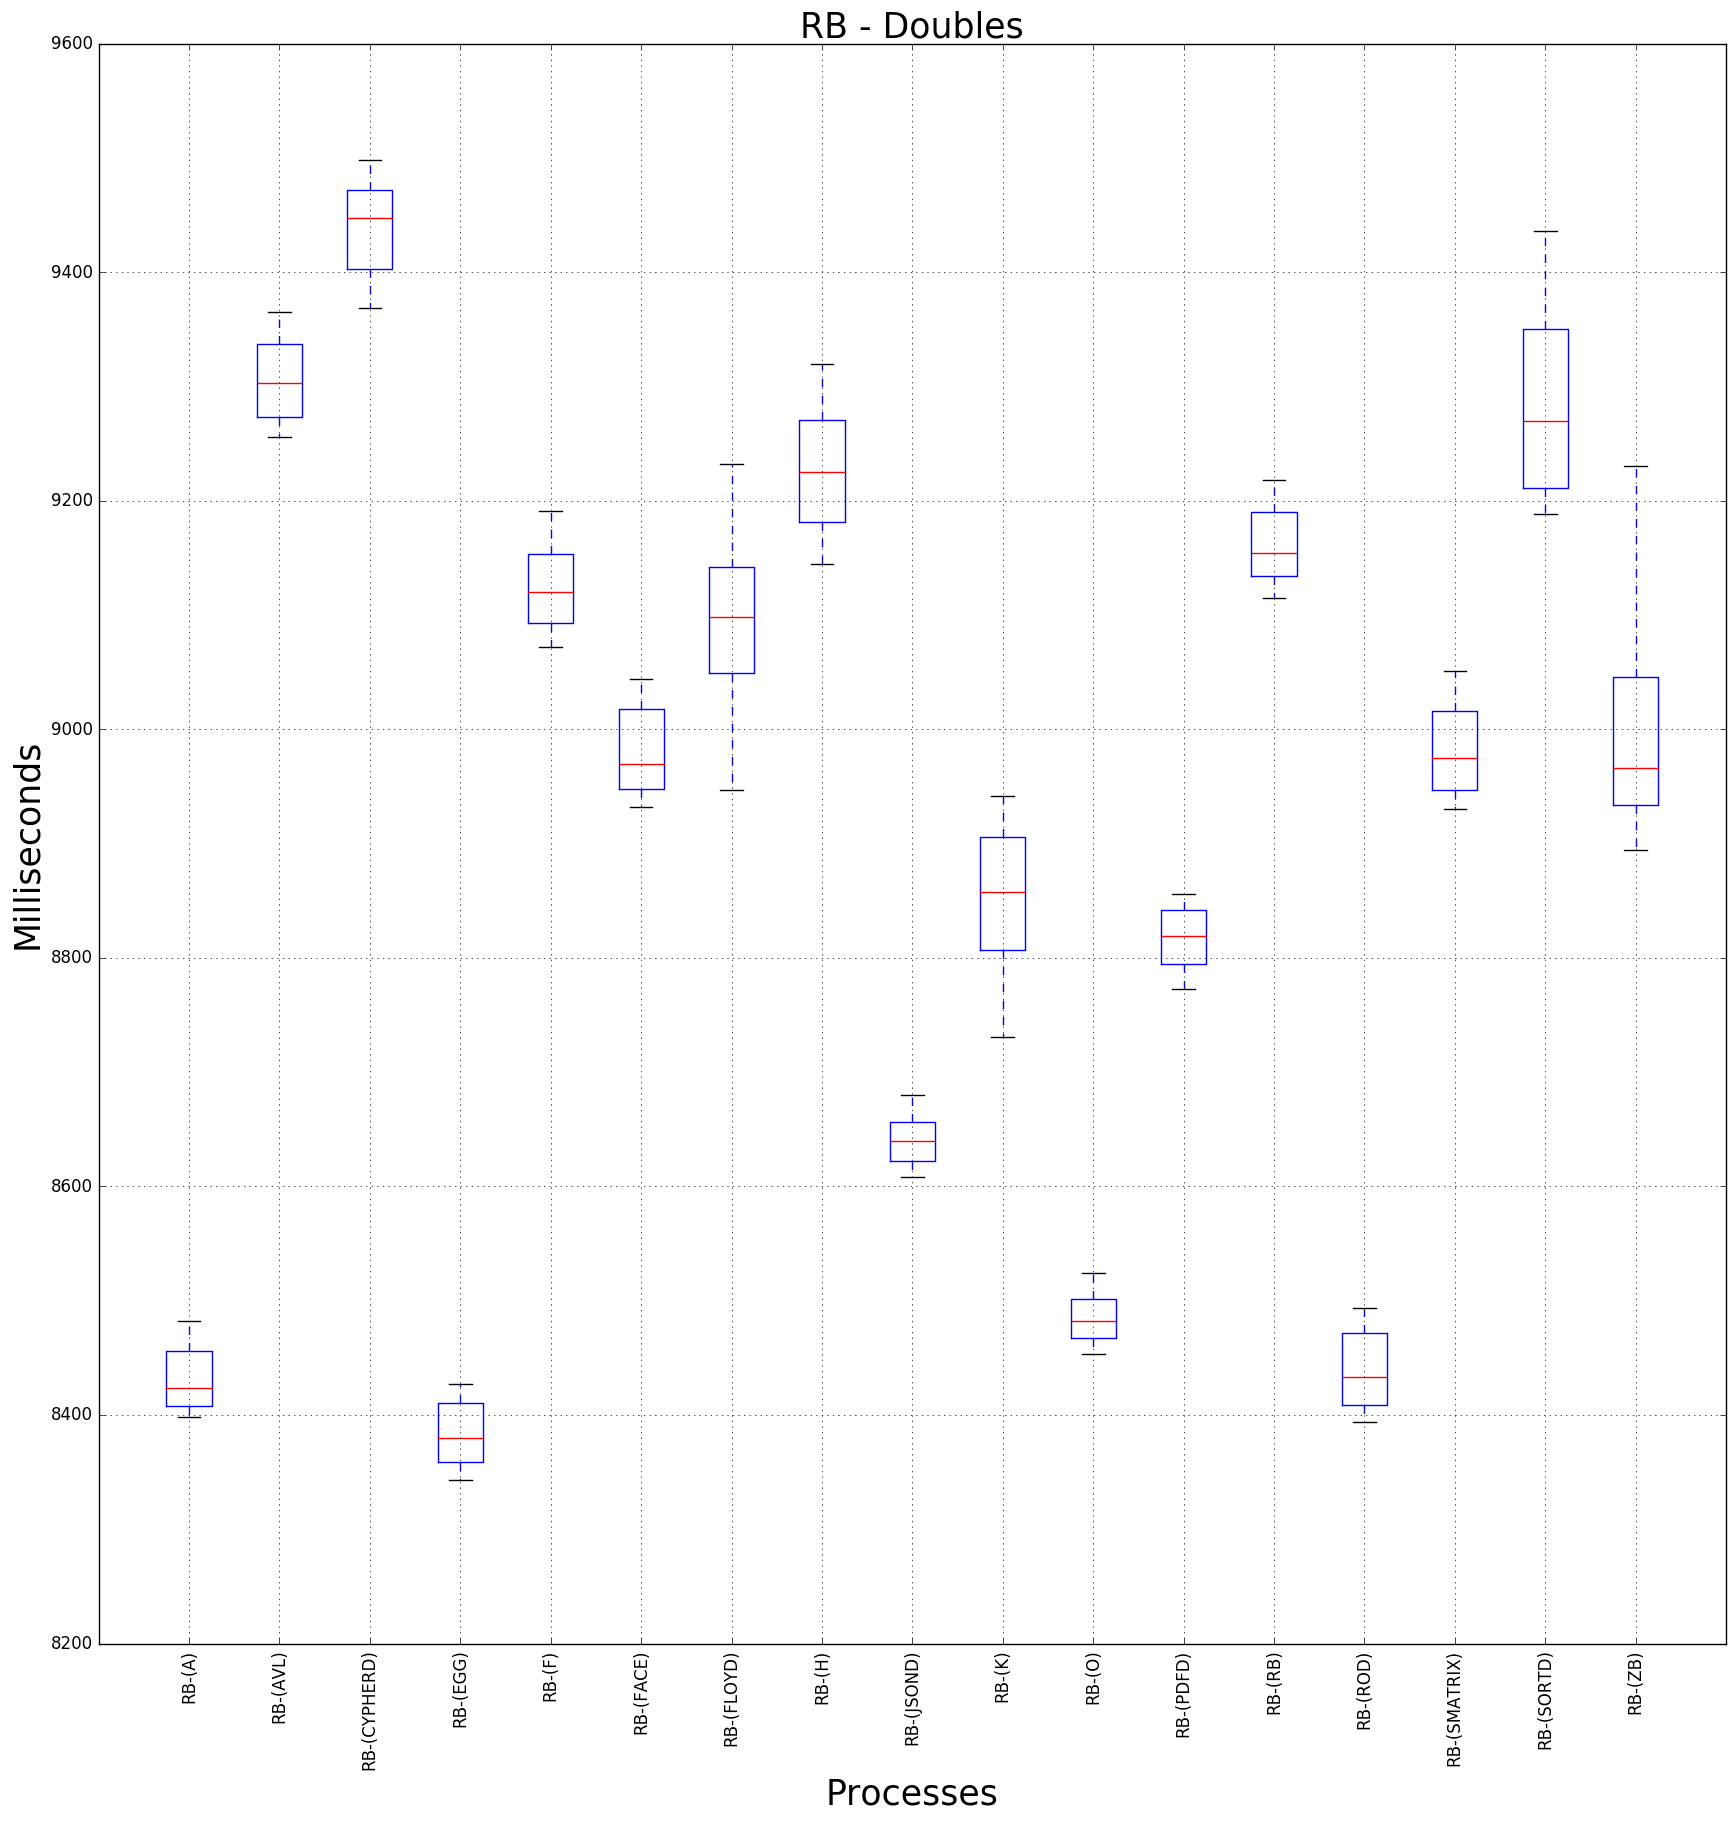 RB - Doubles
9600
9400
9200
9000
8800
8600
8400
8200
Milliseconds
RB-(A)
RB-(AVL)
RB-(CYPHERD)
RB-(EGG)
RB-(F)
RB-(FACE)
RB-(FLOYD)
RB-(H)
RB-(JSOND)
RB-(K)
RB-(O)
RB-(PDFD)
RB-(RB)
RB-(ROD)
RB-(SMATRIX)
RB-(SORTD)
RB-(ZB)
Processes